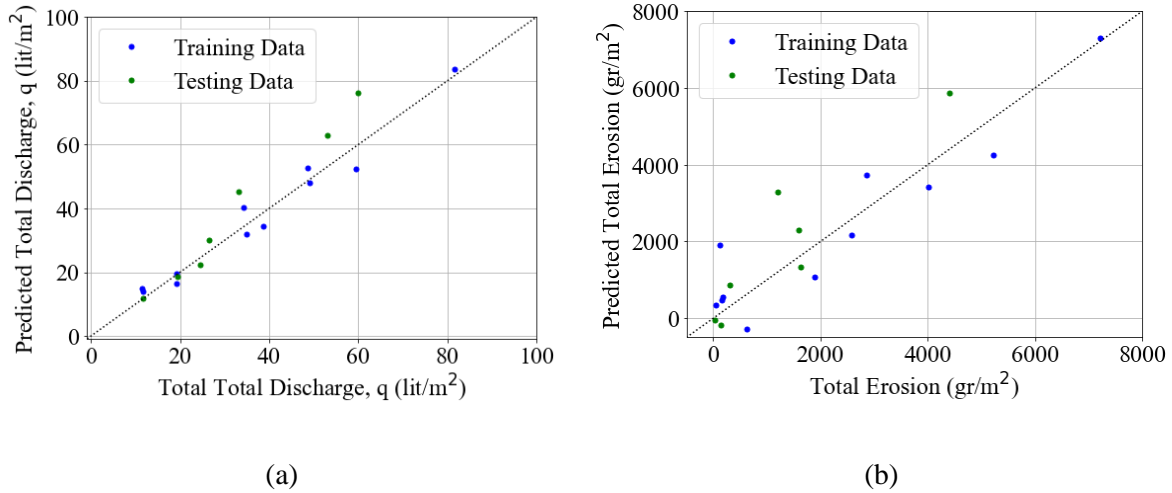 Predicted Total Discharge, q (lit/m²)
100
80
60
40
20
0
Training Data
Testing Data
0 20 40 60 80 100
Total Total Discharge, q (lit/m²)
(a)
Predicted Total Erosion (gr/m²)
8000
6000
4000
2000
0
Training Data
Testing Data
0 2000 4000 6000 8000
Total Erosion (gr/m²)
(b)